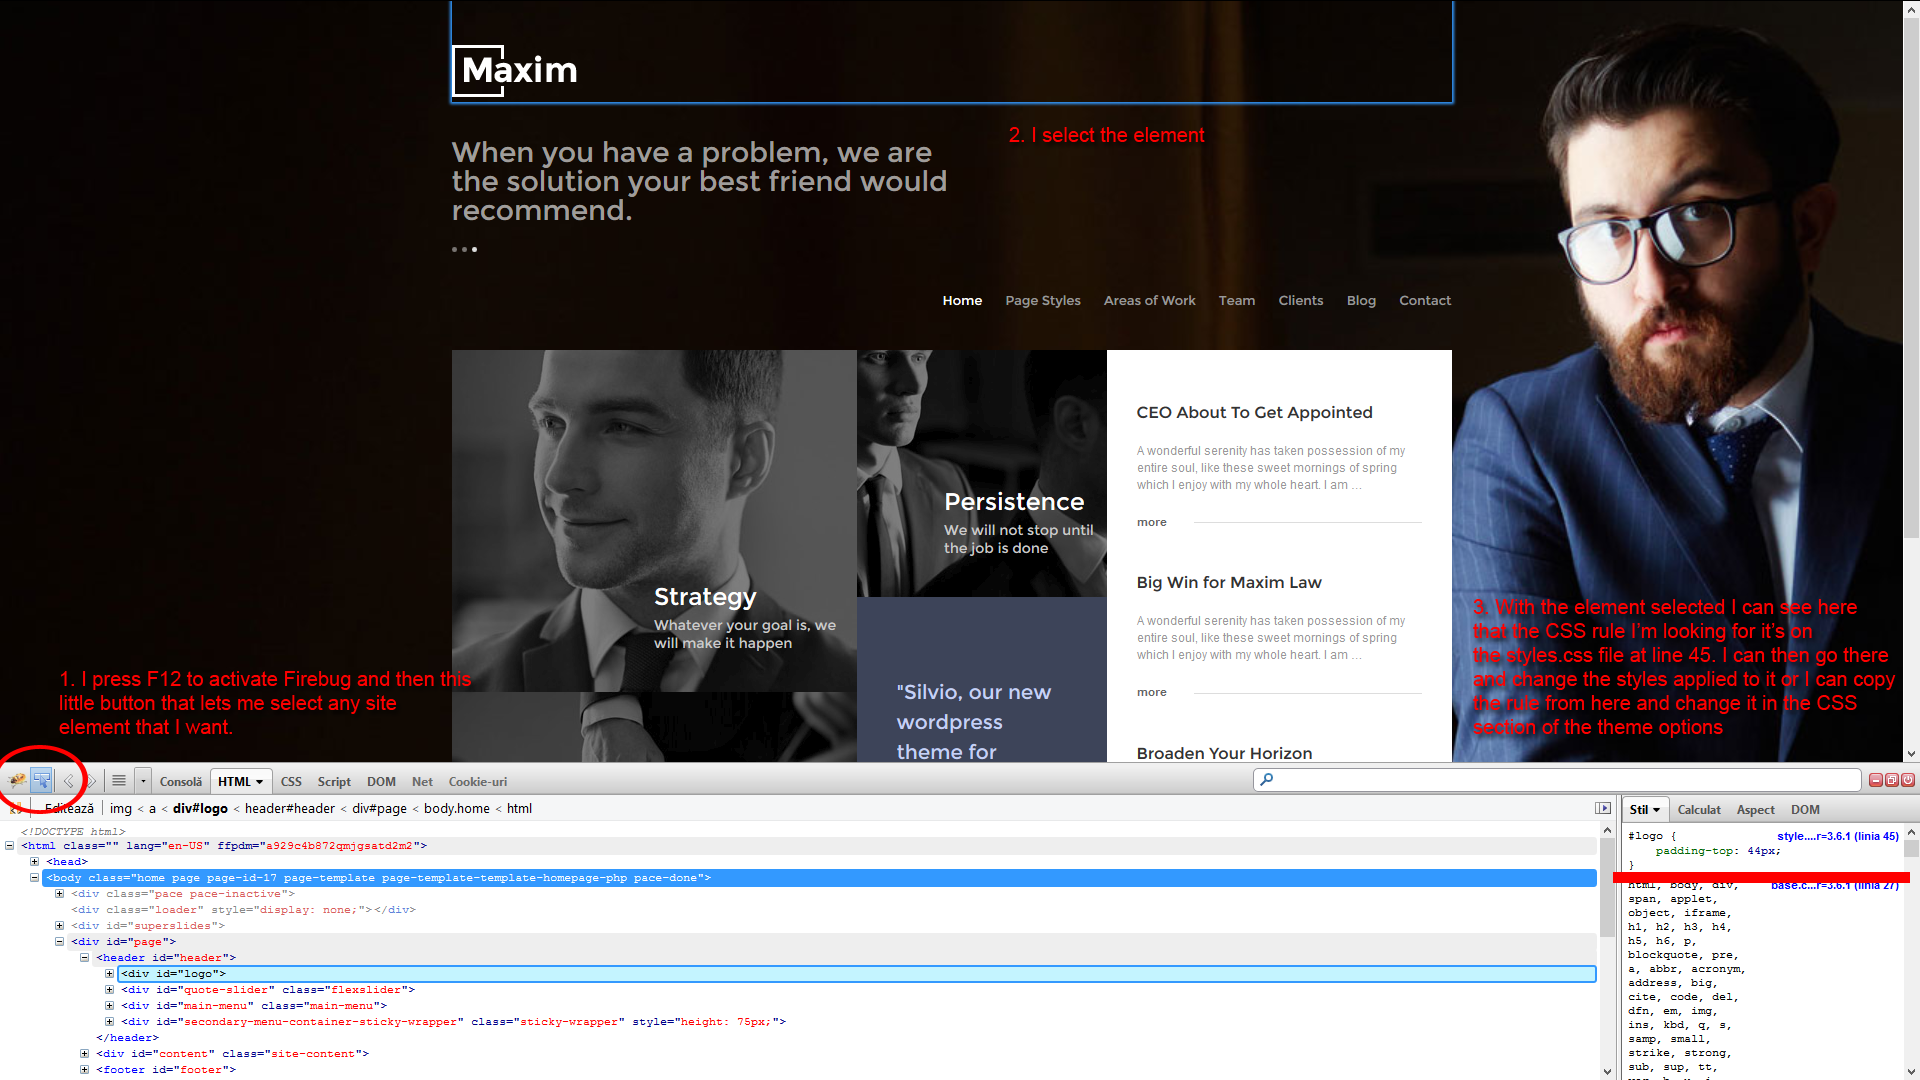 Maxim
2. I select the element
When you have a problem, we are
the solution your best friend would
recommend.
Home Page Styles Areas of Work Team Clients Blog Contact
CEO About To Get Appointed
A wonderful serenity has taken possession of my
entire soul, like these sweet mornings of spring
which I enjoy with my whole heart. I am ...
more
Persistence
We will not stop until
the job is done
Big Win for Maxim Law
A wonderful serenity has taken possession of my
entire soul, like these sweet mornings of spring
which I enjoy with my whole heart. I am ...
more
Strategy
Whatever your goal is, we
will make it happen
"Silvio, our new
wordpress
theme for
Broaden Your Horizon
3. With the element selected I can see here
that the CSS rule I'm looking for it's on
the styles.css file at line 45. I can then go there
and change the styles applied to it or I can copy
the rule from here and change it in the CSS
section of the theme options
1. I press F12 to activate Firebug and then this
little button that lets me select any site
element that I want.
Consolă HTML CSS Script DOM Net Cookie-uri
Editează img < a < div#logo < header#header < div#page < body.home < html
<!DOCTYPE html>
<html class="" lang="en-US" ffpdm="a929c4b872qmjgsatd2m2">
<head>
<body class="home page page-id-17 page-template page-template-template-homepage-php pace-done">
<div class="pace pace-inactive">
<div class="loader" style="display: none;"></div>
<div id="superslides">
<div id="page">
<header id="header">
<div id="logo">
<div id="quote-slider" class="flexslider">
<div id="main-menu" class="main-menu">
<div id="secondary-menu-container-sticky-wrapper" class="sticky-wrapper" style="height: 75px;">
</header>
<div id="content" class="site-content">
<footer id="footer">
Stil Calculat Aspect DOM
#logo { style....r=3.6.1 (linia 45)
padding-top: 44px;
}
html, body, div, base.c...r=3.6.1 (linia 27)
span, applet,
object, iframe,
h1, h2, h3, h4,
h5, h6, p,
blockquote, pre,
a, abbr, acronym,
address, big,
cite, code, del,
dfn, em, img,
ins, kbd, q, s,
samp, small,
strike, strong,
sub, sup, tt,